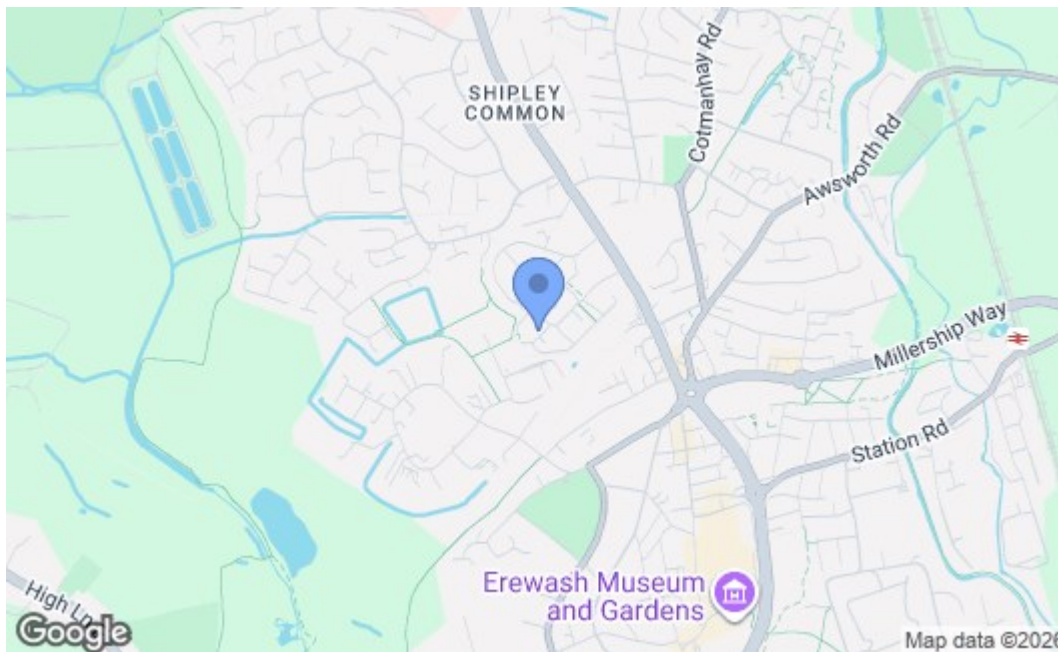 SHIPLEY
COMMON
Cotmanhay Rd
Awsworth Rd
Millership Way
Station Rd
Erewash Museum
and Gardens
High Ln
Google
Map data ©2026